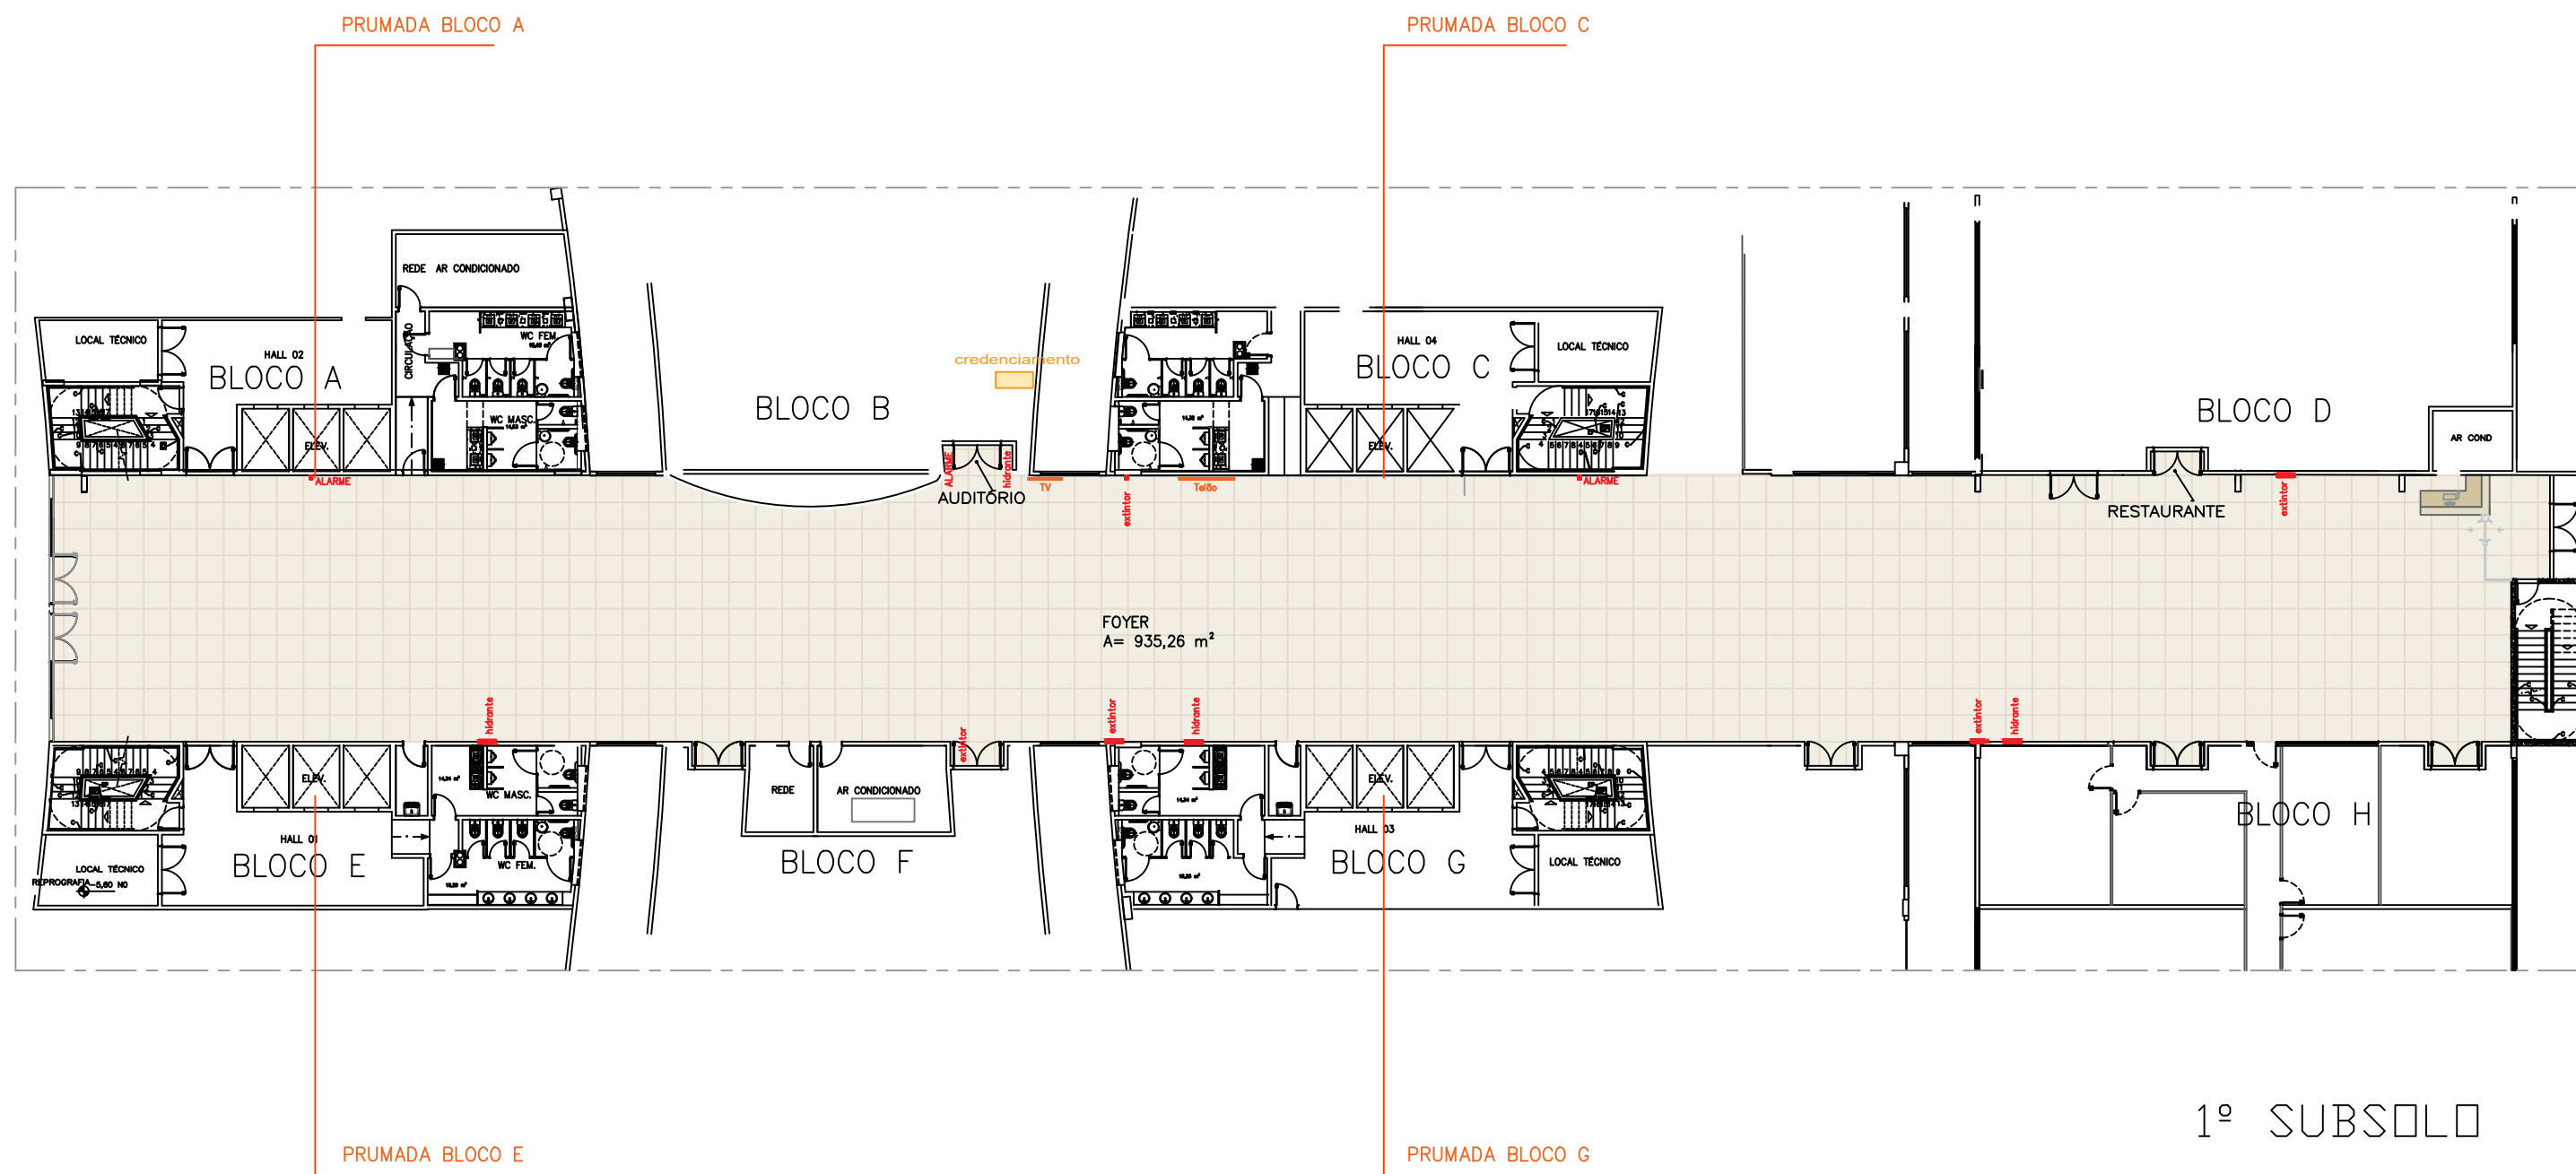 PRUMADA BLOCO A
PRUMADA BLOCO C
REDE AR CONDICIONADO
LOCAL TÉCNICO
HALL 02
BLOCO A
CIRCULAÇÃO
WC FEM.
WC MASC.
ELEV.
ALARME
BLOCO B
credenciamento
ALARME
hidrante
AUDITÓRIO
TV
extintor
Telão
HALL 04
BLOCO C
LOCAL TÉCNICO
ELEV.
ALARME
BLOCO D
AR COND
RESTAURANTE
extintor
FOYER
A= 935,26 m²
hidrante
extintor
extintor
hidrante
extintor
hidrante
ELEV.
WC MASC.
REDE
AR CONDICIONADO
ELEV.
HALL 01
BLOCO E
LOCAL TÉCNICO
REPROGRAFIA
-5,60 N0
WC FEM.
BLOCO F
HALL 03
BLOCO G
LOCAL TÉCNICO
BLOCO H
1º SUBSOLO
PRUMADA BLOCO E
PRUMADA BLOCO G